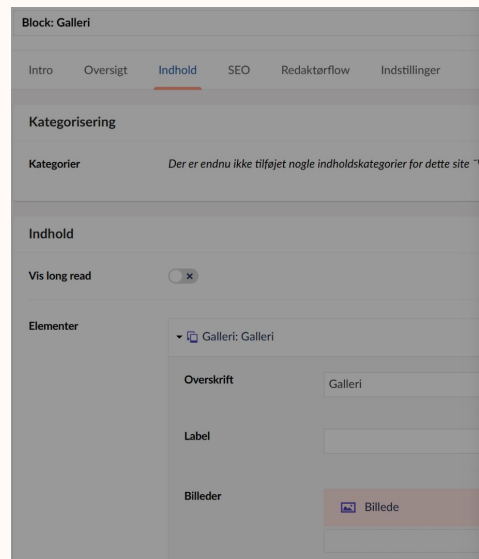 Block: Galleri
Intro Oversigt Indhold SEO Redaktørflow Indstillinger
Kategorisering
Kategorier Der er endnu ikke tilføjet nogle indholdskategorier for dette site
Indhold
Vis long read
Elementer
Galleri: Galleri
Overskrift Galleri
Label
Billeder
Billede